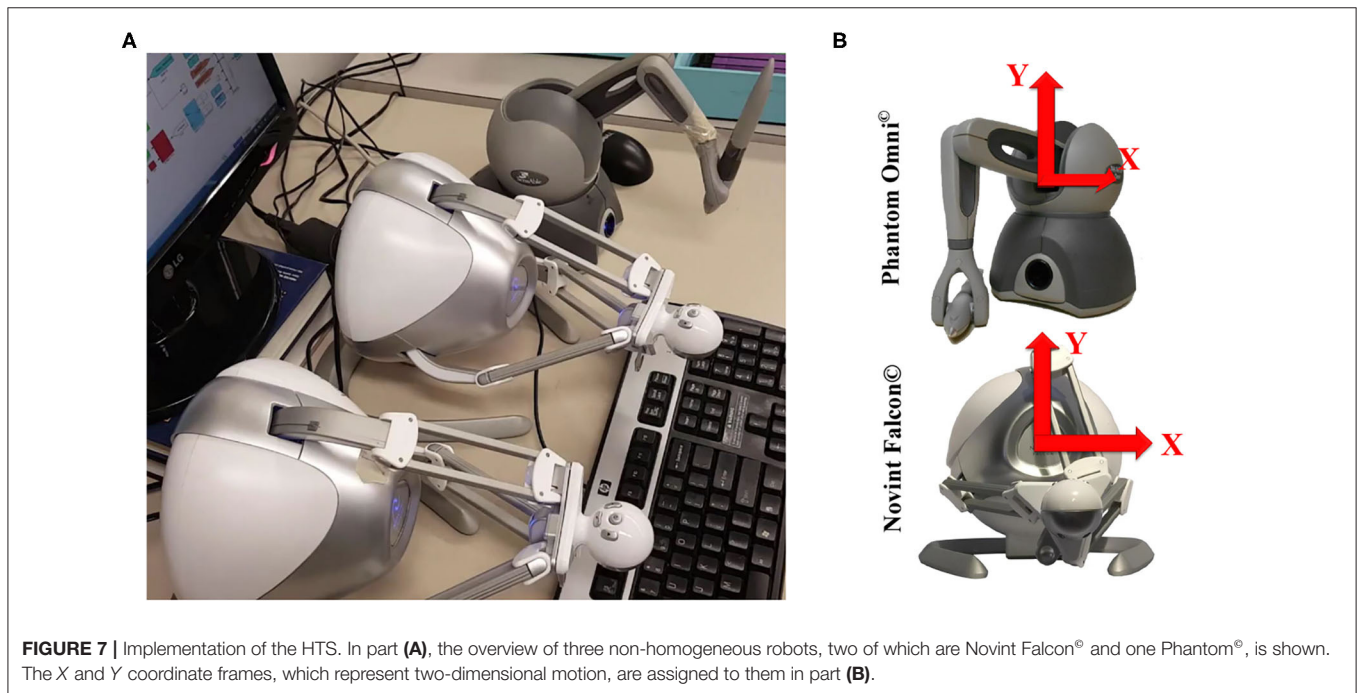 A
B
LG
hp
Phantom Omni©
Y
X
Novint Falcon©
Y
X
FIGURE 7 | Implementation of the HTS. In part (A), the overview of three non-homogeneous robots, two of which are Novint Falcon© and one Phantom©, is shown.
The X and Y coordinate frames, which represent two-dimensional motion, are assigned to them in part (B).